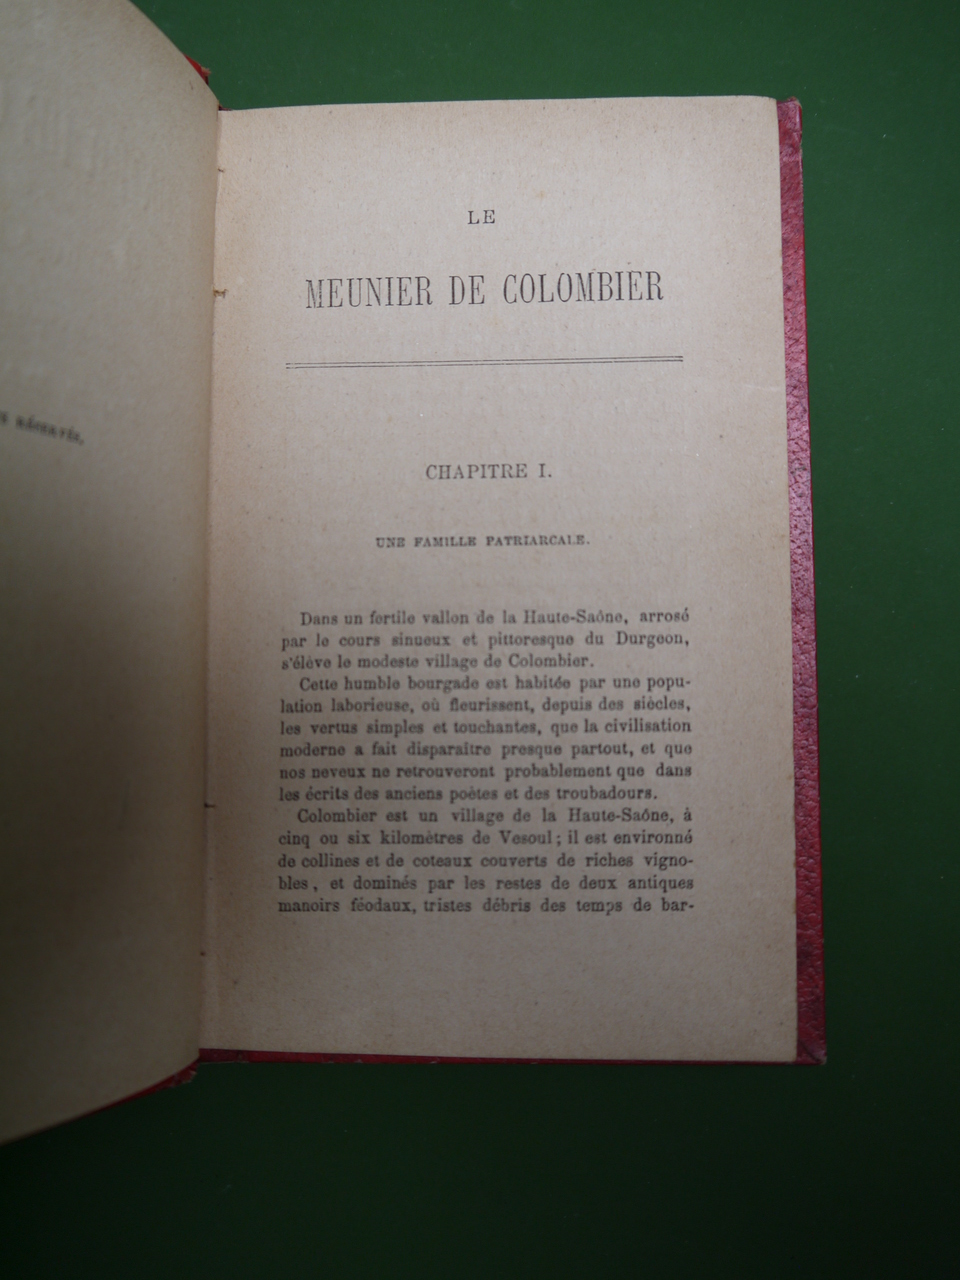 RÉSERVÉS.
LE
MEUNIER DE COLOMBIER
CHAPITRE I.
UNE FAMILLE PATRIARCALE.
Dans un fertile vallon de la Haute-Saône, arrosé
par le cours sinueux et pittoresque du Durgeon,
s'élève le modeste village de Colombier.
Cette humble bourgade est habitée par une popu-
lation laborieuse, où fleurissent, depuis des siècles,
les vertus simples et touchantes, que la civilisation
moderne a fait disparaître presque partout, et que
nos neveux ne retrouveront probablement que dans
les écrits des anciens poètes et des troubadours.
Colombier est un village de la Haute-Saône, à
cinq ou six kilomètres de Vesoul ; il est environné
de collines et de coteaux couverts de riches vigno-
bles, et dominés par les restes de deux antiques
manoirs féodaux, tristes débris des temps de bar-